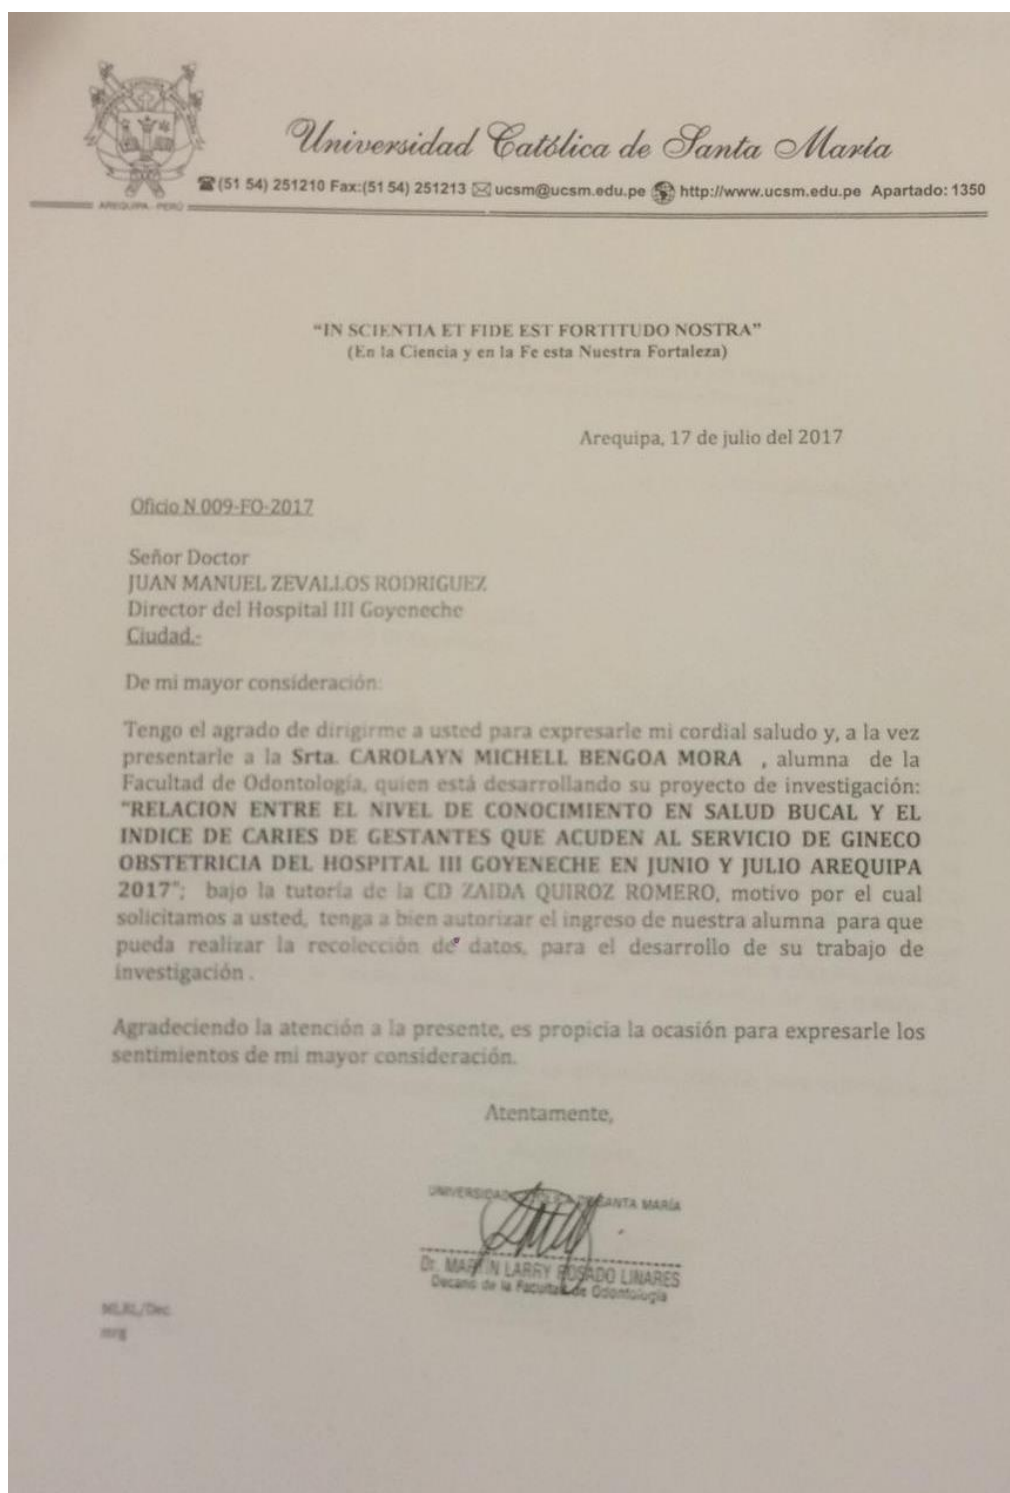 Universidad Católica de Santa María
☎(51 54) 251210 Fax:(51 54) 251213 ✉ ucsm@ucsm.edu.pe http://www.ucsm.edu.pe Apartado: 1350
AREQUIPA - PERÚ
"IN SCIENTIA ET FIDE EST FORTITUDO NOSTRA"
(En la Ciencia y en la Fe esta Nuestra Fortaleza)
Arequipa, 17 de julio del 2017
Oficio N 009-FO-2017
Señor Doctor
JUAN MANUEL ZEVALLOS RODRIGUEZ
Director del Hospital III Goyeneche
Ciudad.-
De mi mayor consideración:
Tengo el agrado de dirigirme a usted para expresarle mi cordial saludo y, a la vez
presentarle a la Srta. CAROLAYN MICHELL BENGOA MORA , alumna de la
Facultad de Odontología, quien está desarrollando su proyecto de investigación:
"RELACION ENTRE EL NIVEL DE CONOCIMIENTO EN SALUD BUCAL Y EL
INDICE DE CARIES DE GESTANTES QUE ACUDEN AL SERVICIO DE GINECO
OBSTETRICIA DEL HOSPITAL III GOYENECHE EN JUNIO Y JULIO AREQUIPA
2017"; bajo la tutoría de la CD ZAIDA QUIROZ ROMERO, motivo por el cual
solicitamos a usted, tenga a bien autorizar el ingreso de nuestra alumna para que
pueda realizar la recolección de datos, para el desarrollo de su trabajo de
investigación .
Agradeciendo la atención a la presente, es propicia la ocasión para expresarle los
sentimientos de mi mayor consideración.
Atentamente,
UNIVERSIDAD CATÓLICA DE SANTA MARÍA
Dr. MARTIN LARRY ROSADO LINARES
Decano de la Facultad de Odontología
MLRL/Dec.
mrg